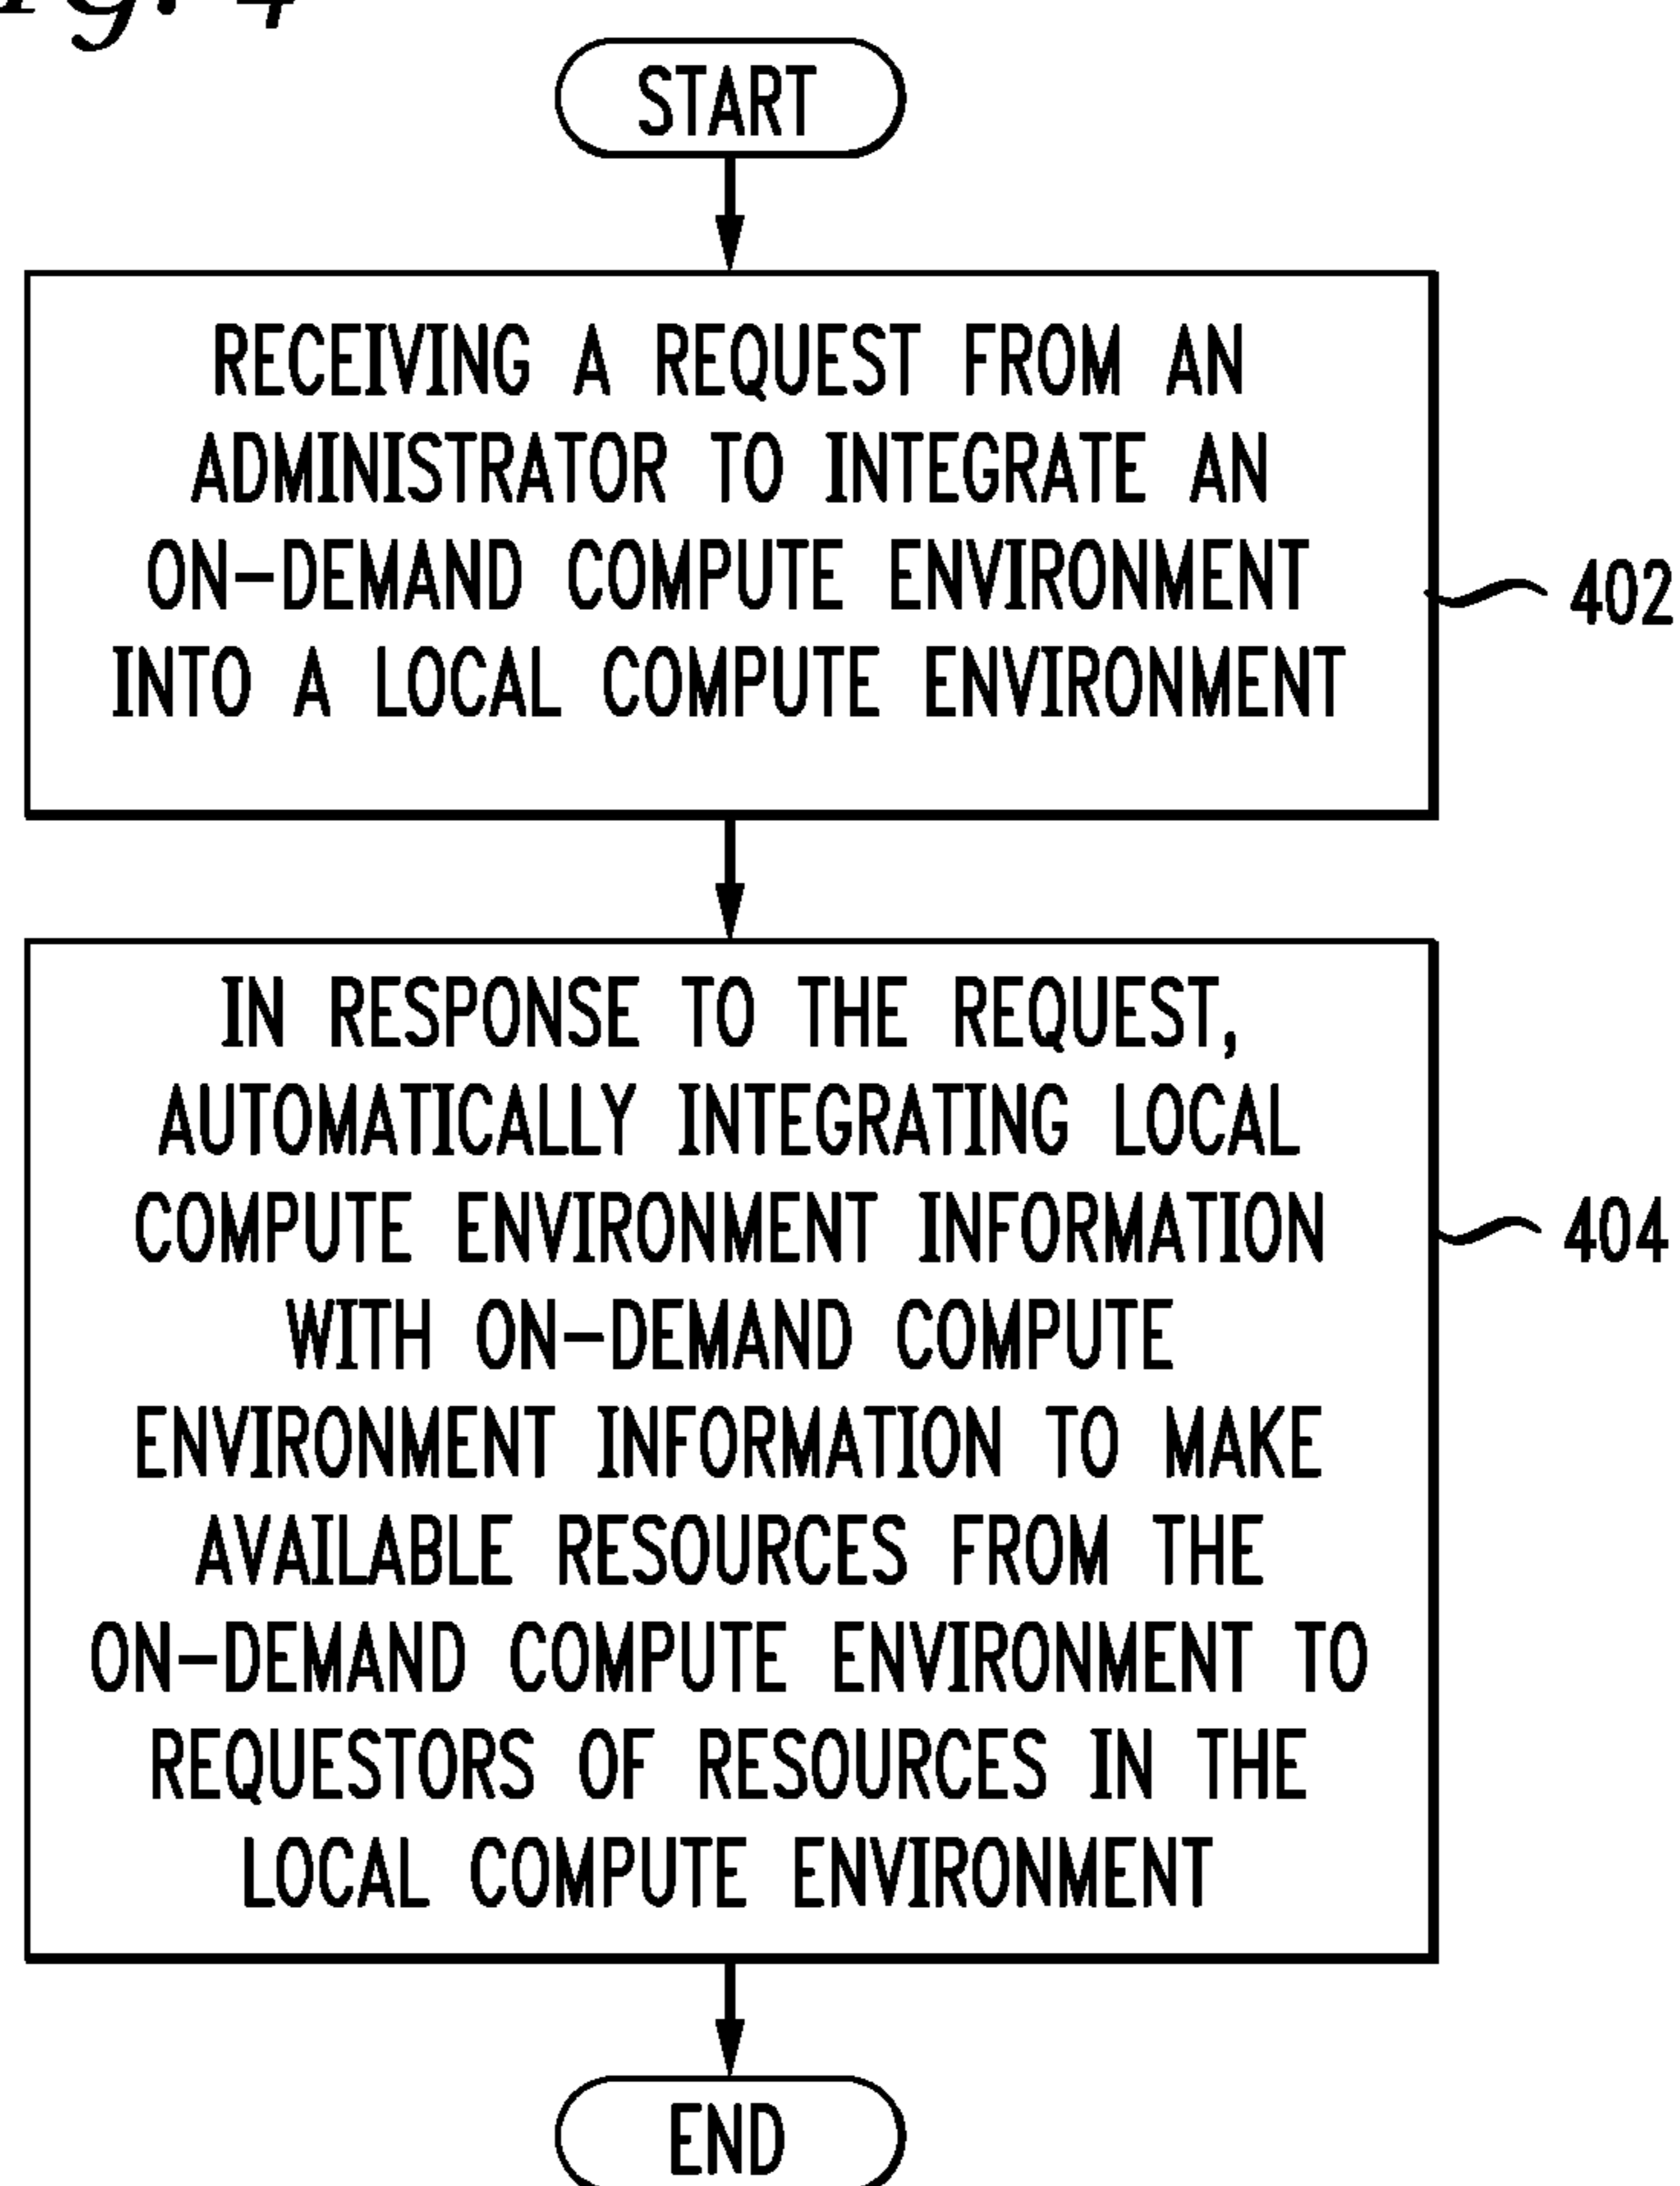 START
RECEIVING A REQUEST FROM AN
ADMINISTRATOR TO INTEGRATE AN
ON-DEMAND COMPUTE ENVIRONMENT
INTO A LOCAL COMPUTE ENVIRONMENT
402
IN RESPONSE TO THE REQUEST,
AUTOMATICALLY INTEGRATING LOCAL
COMPUTE ENVIRONMENT INFORMATION
WITH ON-DEMAND COMPUTE
ENVIRONMENT INFORMATION TO MAKE
AVAILABLE RESOURCES FROM THE
ON-DEMAND COMPUTE ENVIRONMENT TO
REQUESTORS OF RESOURCES IN THE
LOCAL COMPUTE ENVIRONMENT
404
END